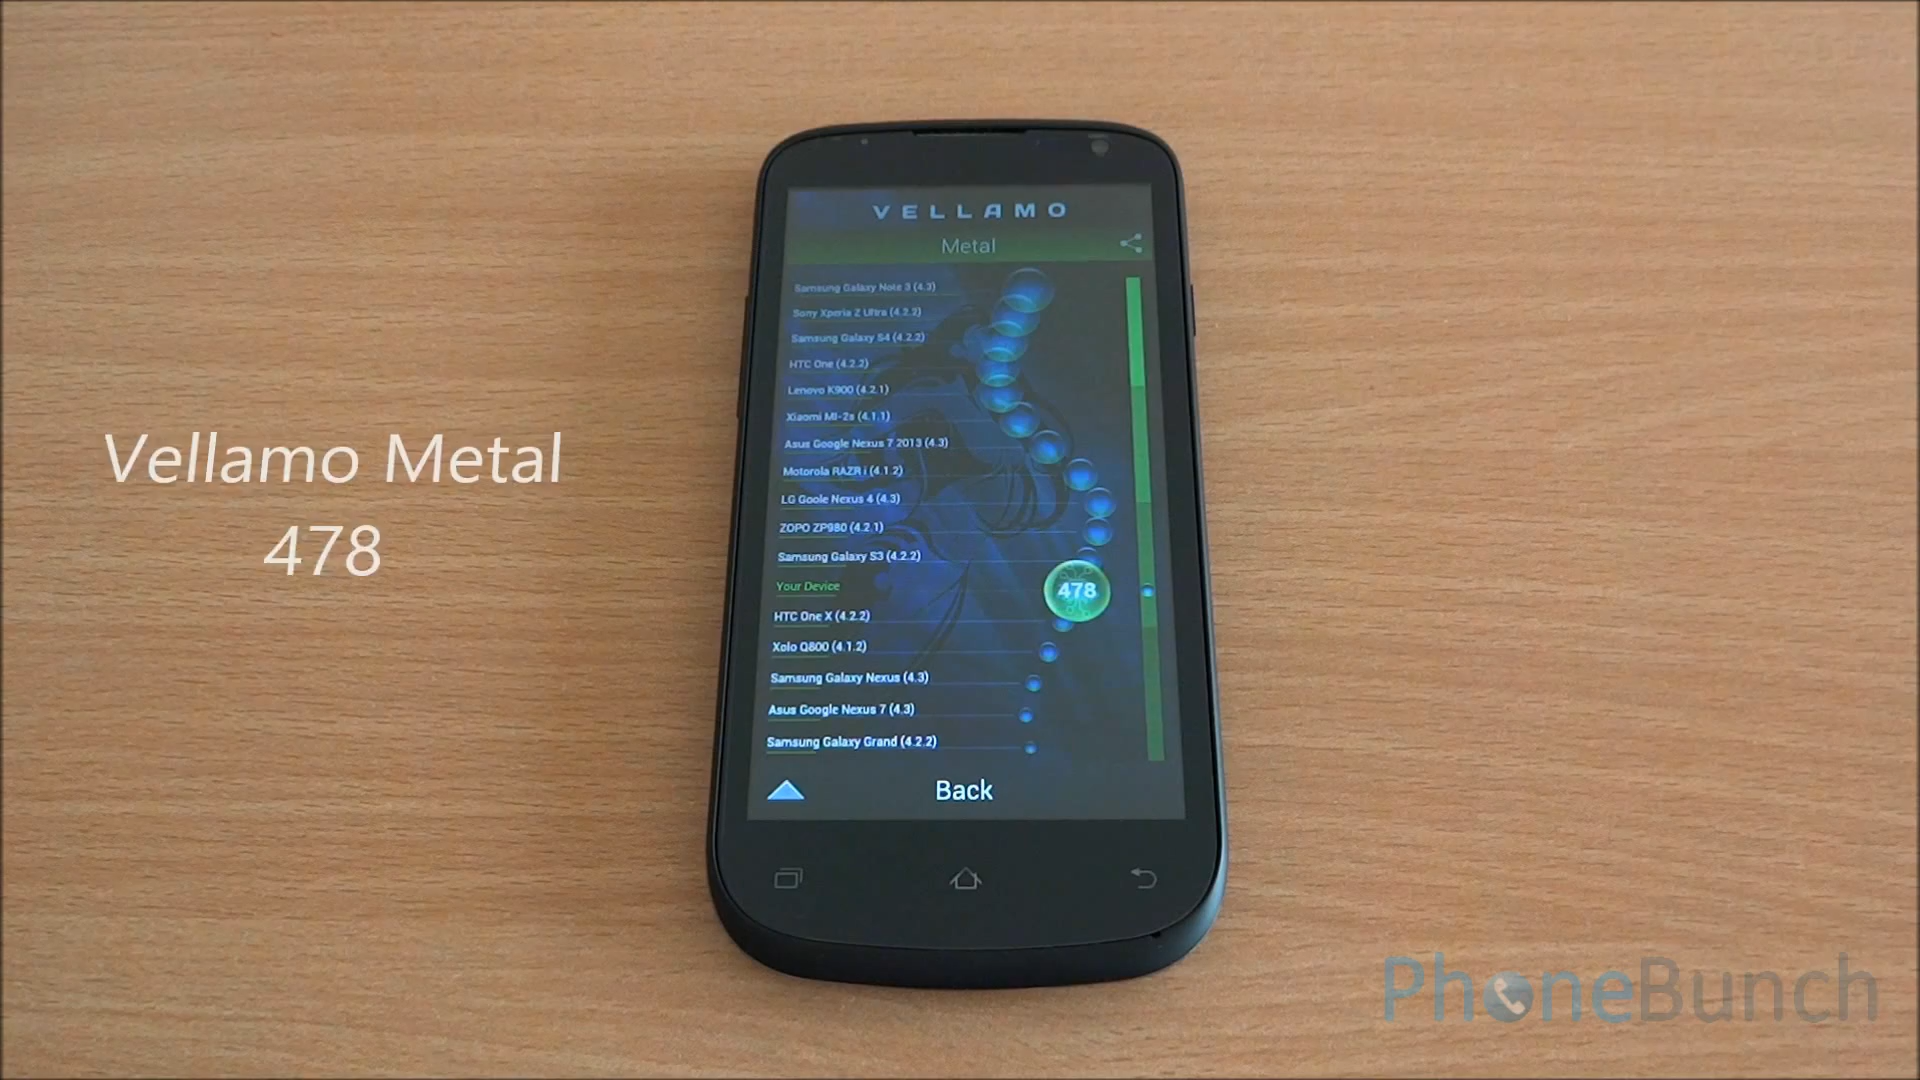 VELLAMO
Metal
Samsung Galaxy Note 3 (4.3)
Sony Xperia Z Ultra (4.2.2)
Samsung Galaxy S4 (4.2.2)
HTC One (4.2.2)
Lenovo K900 (4.2.1)
Xiaomi MI-2s (4.1.1)
Asus Google Nexus 7 2013 (4.3)
Motorola RAZR i (4.1.2)
LG Goole Nexus 4 (4.3)
ZOPO ZP980 (4.2.1)
Samsung Galaxy S3 (4.2.2)
Your Device
478
HTC One X (4.2.2)
Xolo Q800 (4.1.2)
Samsung Galaxy Nexus (4.3)
Asus Google Nexus 7 (4.3)
Samsung Galaxy Grand (4.2.2)
Back
Vellamo Metal
478
PhoneBunch